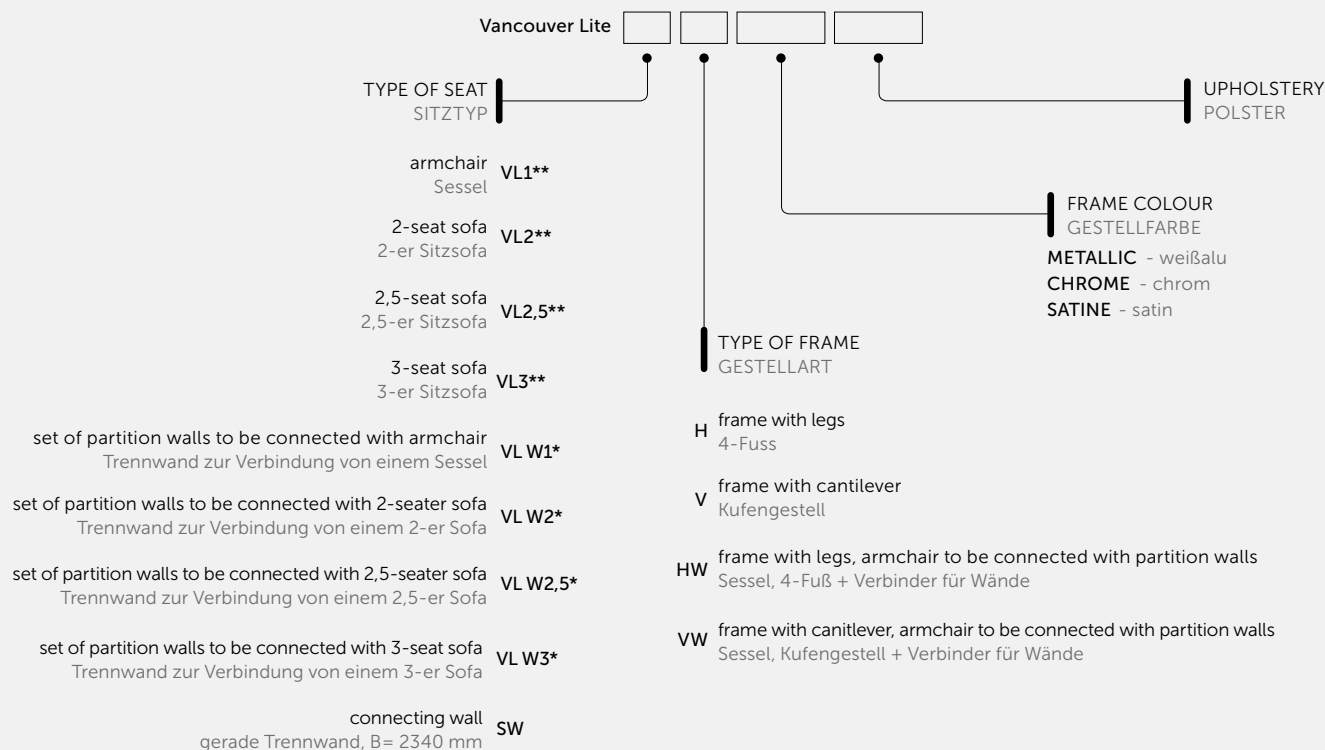 Vancouver Lite
TYPE OF SEAT
SITZTYP
armchair
Sessel
VL1**
2-seat sofa
2-er Sitzsofa
VL2**
2,5-seat sofa
2,5-er Sitzsofa
VL2,5**
3-seat sofa
3-er Sitzsofa
VL3**
set of partition walls to be connected with armchair
Trennwand zur Verbindung von einem Sessel
VL W1*
set of partition walls to be connected with 2-seater sofa
Trennwand zur Verbindung von einem 2-er Sofa
VL W2*
set of partition walls to be connected with 2,5-seater sofa
Trennwand zur Verbindung von einem 2,5-er Sofa
VL W2,5*
set of partition walls to be connected with 3-seat sofa
Trennwand zur Verbindung von einem 3-er Sofa
VL W3*
connecting wall
gerade Trennwand, B= 2340 mm
SW
TYPE OF FRAME
GESTELLART
H
frame with legs
4-Fuss
V
frame with cantilever
Kufengestell
HW
frame with legs, armchair to be connected with partition walls
Sessel, 4-Fuß + Verbinder für Wände
VW
frame with canitlever, armchair to be connected with partition walls
Sessel, Kufengestell + Verbinder für Wände
FRAME COLOUR
GESTELLFARBE
METALLIC - weißalu
CHROME - chrom
SATINE - satin
UPHOLSTERY
POLSTER